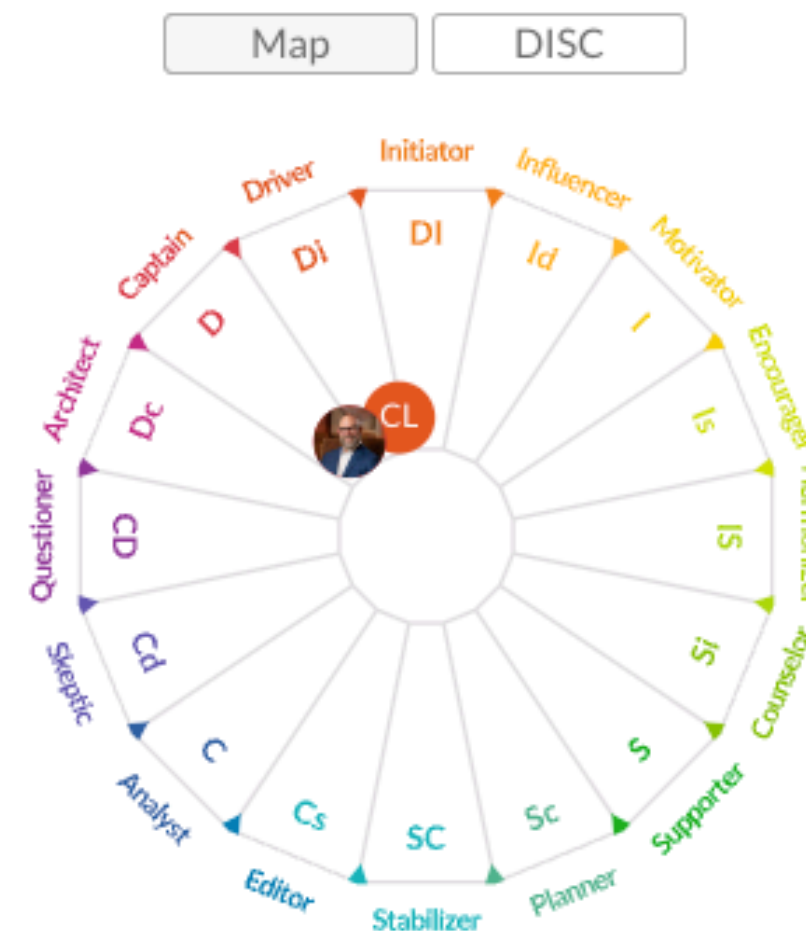 Map
DISC
Initiator
Influencer
Motivator
Encourager
Counselor
Supporter
Planner
Stabilizer
Editor
Analyst
Skeptic
Questioner
Architect
Captain
Driver
DI
Id
I
Is
IS
Si
S
Sc
SC
Cs
C
Cd
CD
Dc
D
Di
CL